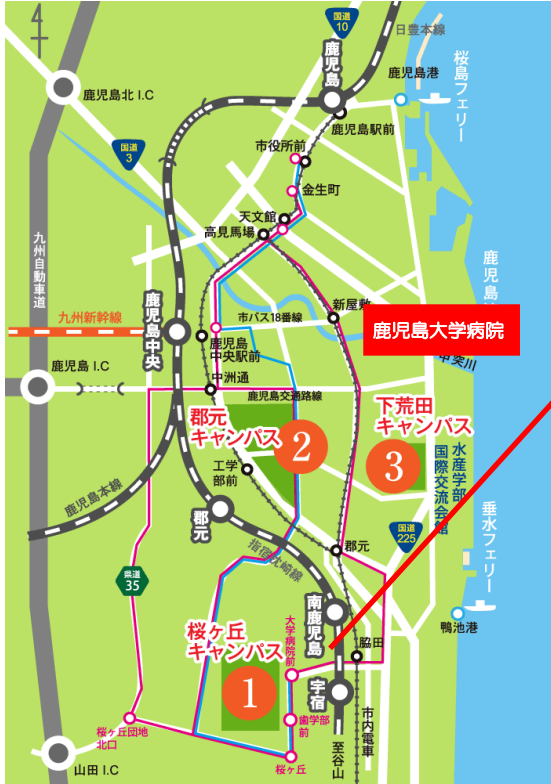 4
国道
10
日豊本線
鹿児島
鹿児島港
桜島フェリー
鹿児島北 I.C
鹿児島駅前
国道
3
市役所前
金生町
天文館
高見馬場
九州自動車道
鹿児島
新屋敷
市バス18番線
九州新幹線
鹿児島中央
鹿児島大学病院
鹿児島
中央駅前
甲突川
鹿児島 I.C
中洲通
鹿児島交通路線
郡元
キャンパス
2
下荒田
キャンパス
3
工学
部前
水産学部
国際交流会館
鹿児島本線
郡元
垂水フェリー
国道
225
郡元
指宿枕崎線
県道
35
南鹿児島
鴨池港
桜ヶ丘
キャンパス
1
大学病院前
脇田
宇宿
桜ヶ丘団地
北口
歯学部
前
市内電車
至谷山
桜ヶ丘
山田 I.C